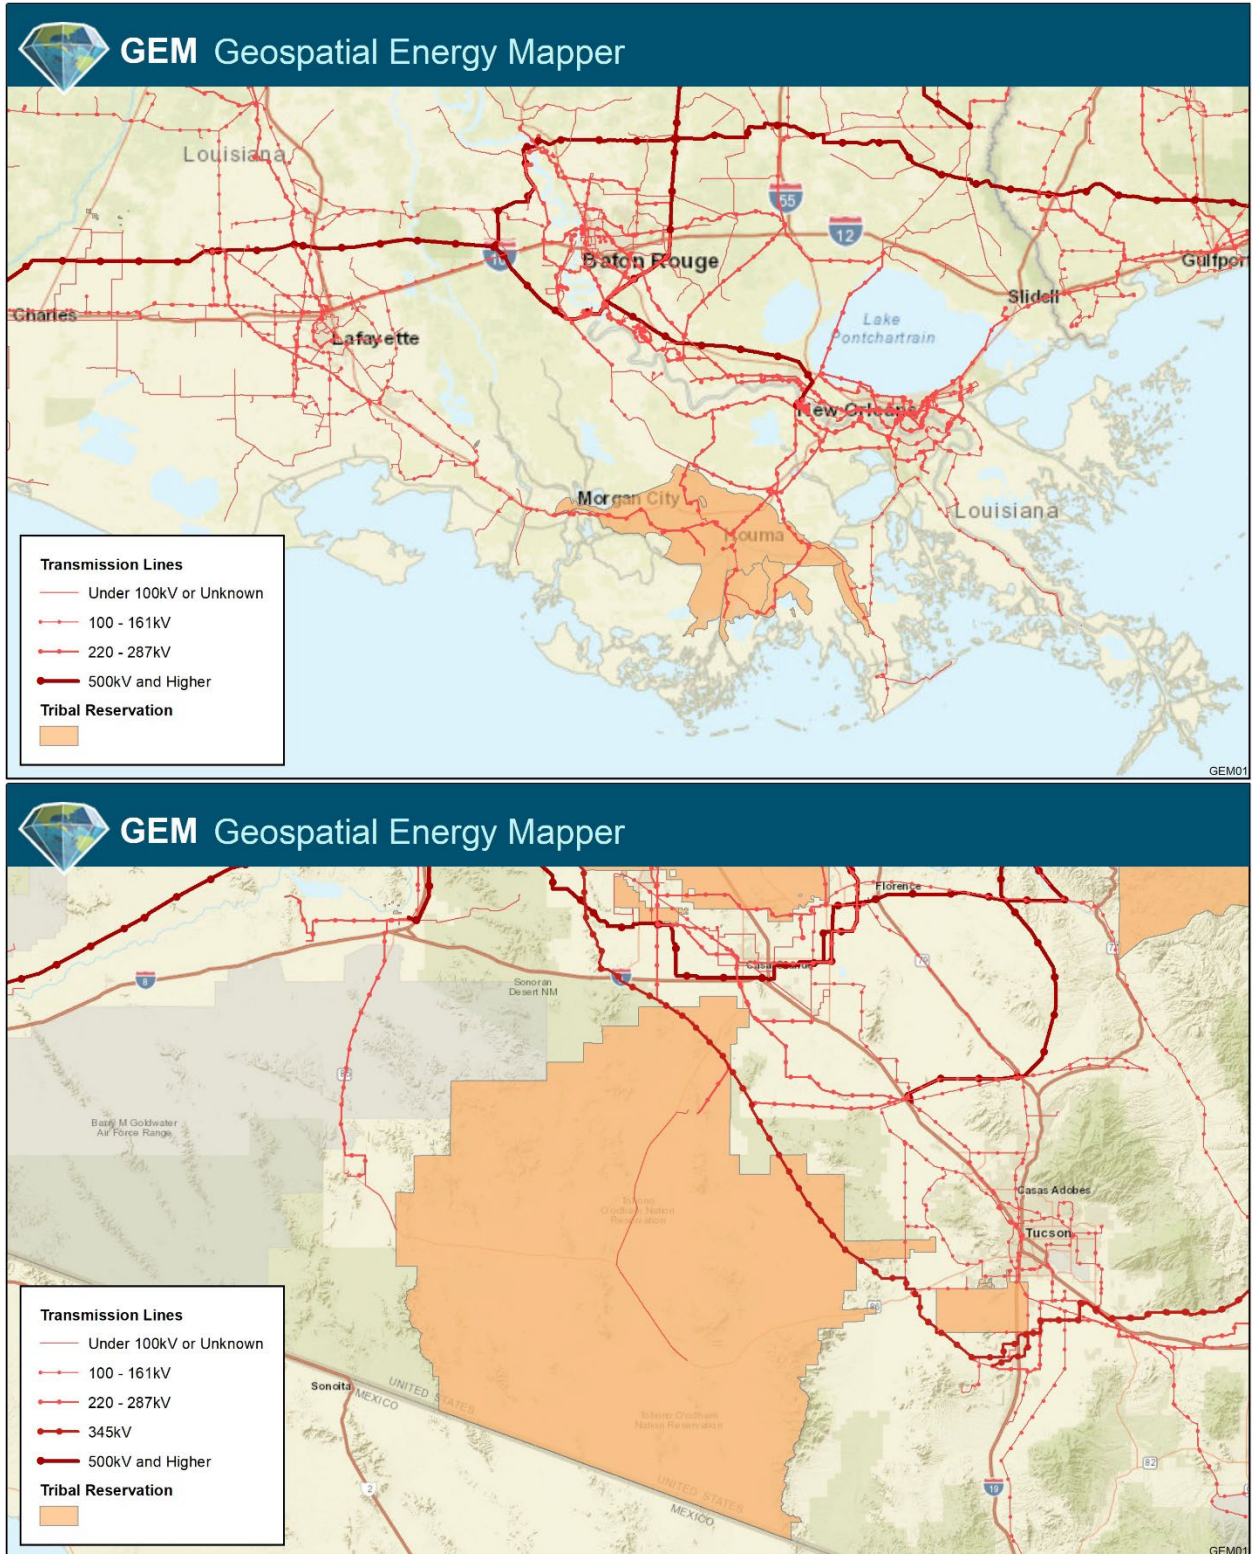 GEM Geospatial Energy Mapper
Louisiana
55
12
10
Baton Rouge
Gulfport
Charles
Slidell
Lafayette
Lake
Pontchartrain
New Orleans
Morgan City
Louisiana
Houma
Transmission Lines
Under 100kV or Unknown
100 - 161kV
220 - 287kV
500kV and Higher
Tribal Reservation
GEM01
GEM Geospatial Energy Mapper
Florence
8
Sonoran
Desert NM
Casa Grande
79
77
85
Barry M Goldwater
Air Force Range
Casas Adobes
Tohono
O'odham Nation
Reservation
Tucson
86
Transmission Lines
Under 100kV or Unknown
100 - 161kV
220 - 287kV
345kV
500kV and Higher
Tribal Reservation
Sonoita
UNITED STATES
MEXICO
Tohono O'odham
Nation Reservation
82
2
19
UNITED STATES
MEXICO
GEM01